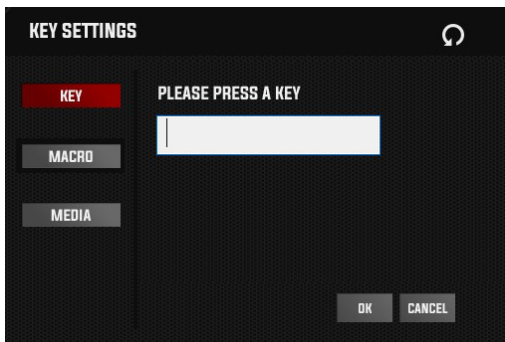 KEY SETTINGS
KEY
PLEASE PRESS A KEY
MACRO
MEDIA
OK
CANCEL